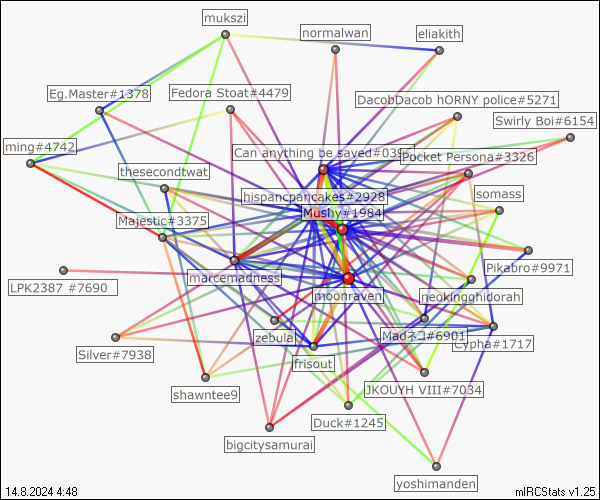 mukszi
normalwan
eliakith
Eg.Master#1378
Fedora Stoat#4479
DacobDacob hORNY police#5271
Swirly Boi#6154
ming#4742
Can anything be saved#039
Pocket Persona#3326
thesecondtwat
hispancpancakes#2928
somass
Mushy#1984
Majestic#3375
Pikabro#9971
marcemadness
LPK2387 #7690
moonraven
neokingghidorah
zebula
Madネコ#6901
Cypha#1717
Silver#7938
frisout
shawntee9
JKOUYH VIII#7034
Duck#1245
bigcitysamurai
yoshimanden
14.8.2024 4:48
mIRCStats v1.25